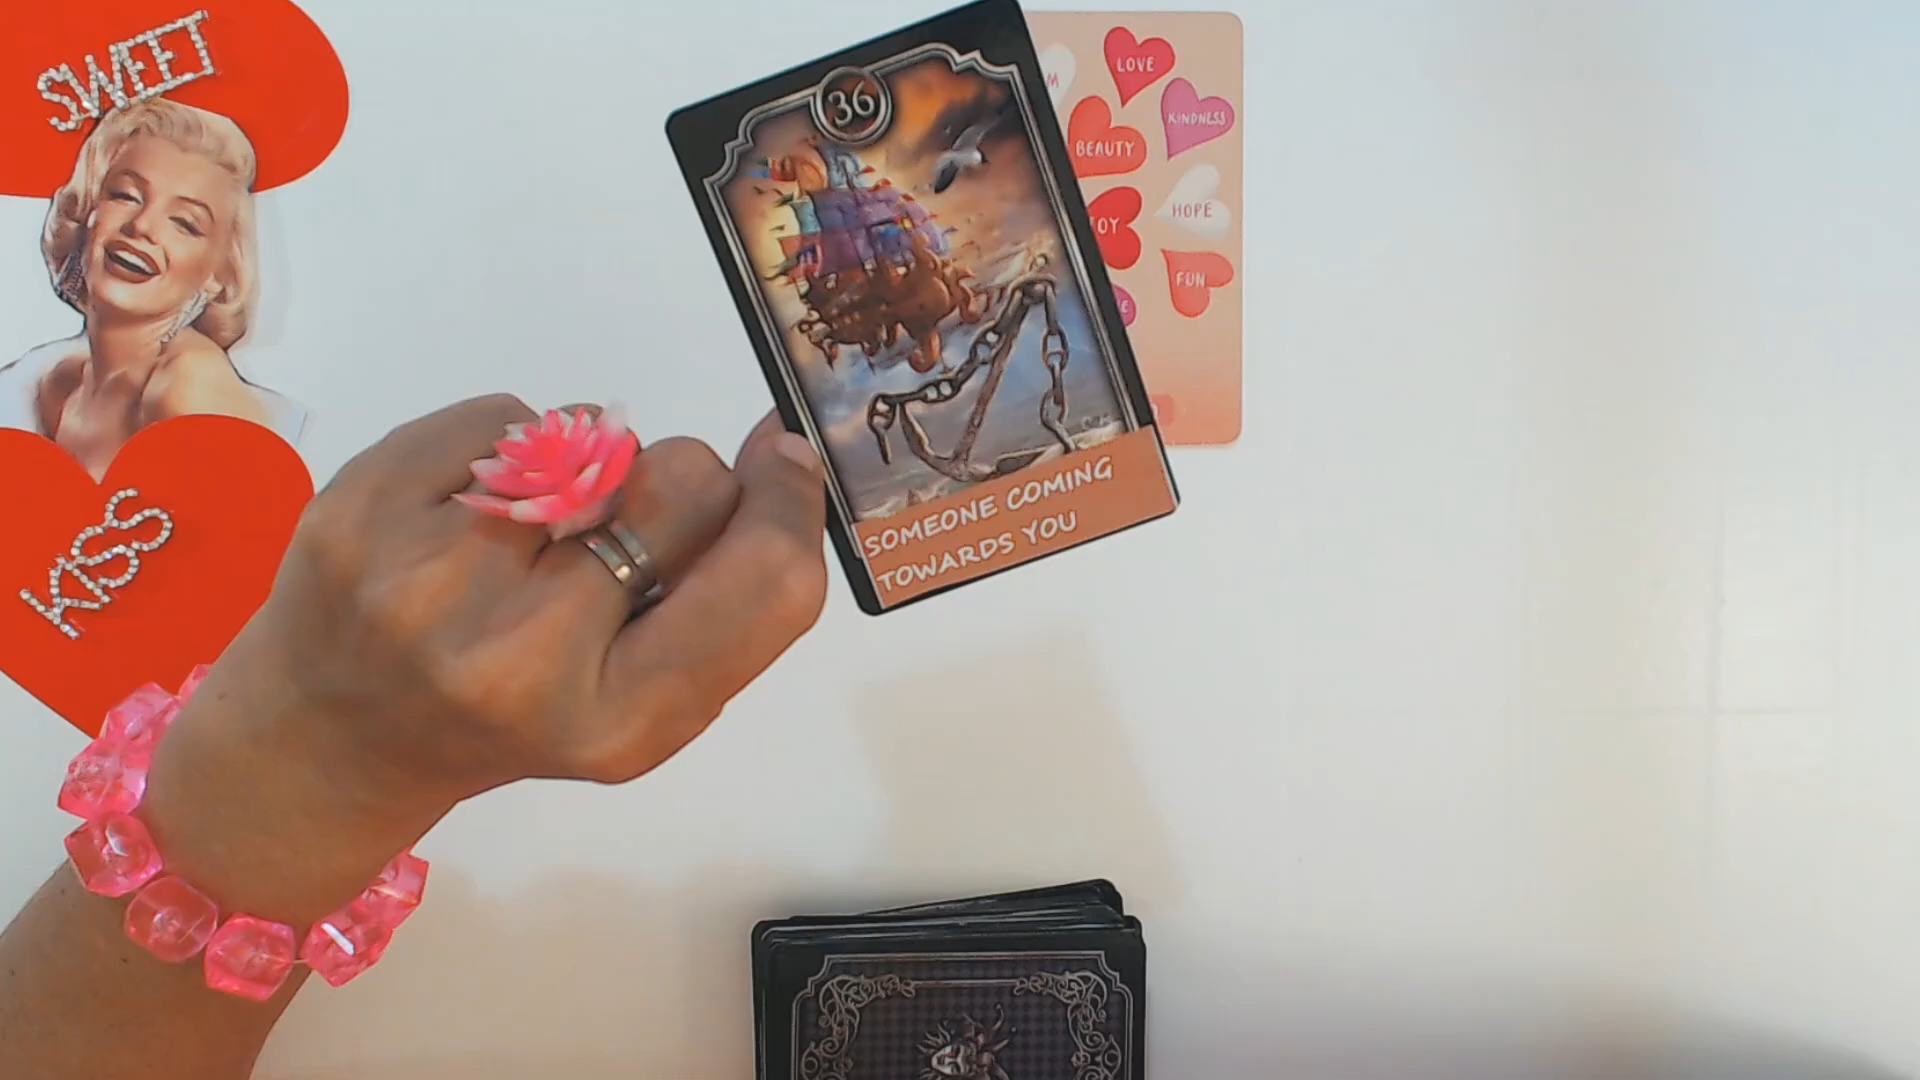 SWEET
KISS
36
SOMEONE COMING
TOWARDS YOU
LOVE
KINDNESS
BEAUTY
HOPE
FUN